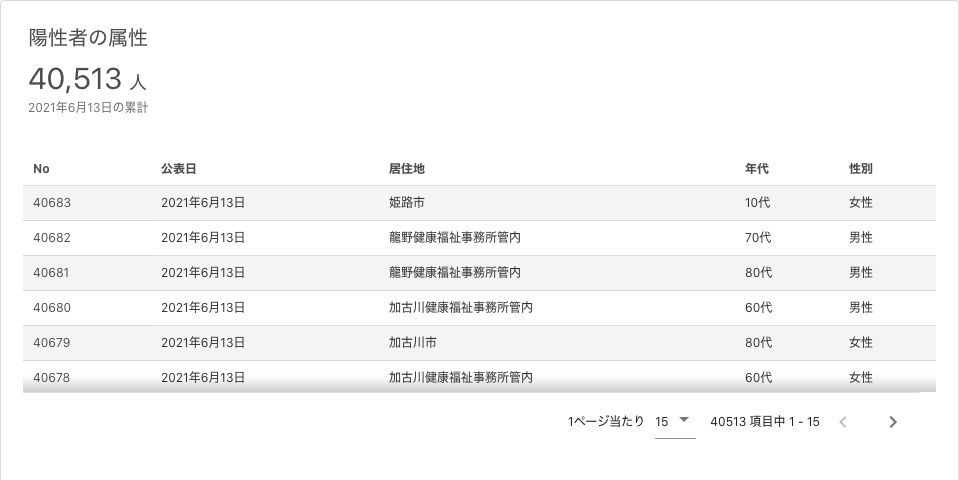 陽性者の属性
40,513 人
2021年6月13日の累計
No 公表日 居住地 年代 性別
40683 2021年6月13日 姫路市 10代 女性
40682 2021年6月13日 龍野健康福祉事務所管内 70代 男性
40681 2021年6月13日 龍野健康福祉事務所管内 80代 男性
40680 2021年6月13日 加古川健康福祉事務所管内 60代 男性
40679 2021年6月13日 加古川市 80代 女性
40678 2021年6月13日 加古川健康福祉事務所管内 60代 女性
1ページ当たり 15 40513 項目中 1 - 15